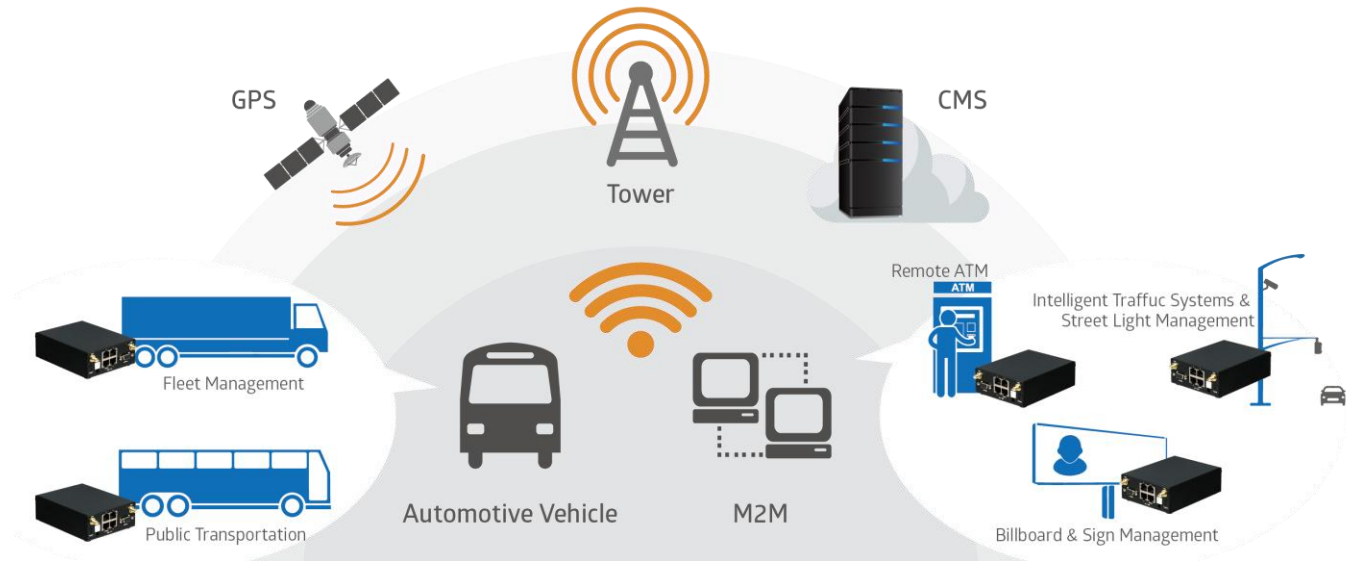 GPS
Tower
CMS
Remote ATM
ATM
Intelligent Traffuc Systems &
Street Light Management
Fleet Management
Public Transportation
Automotive Vehicle
M2M
Billboard & Sign Management